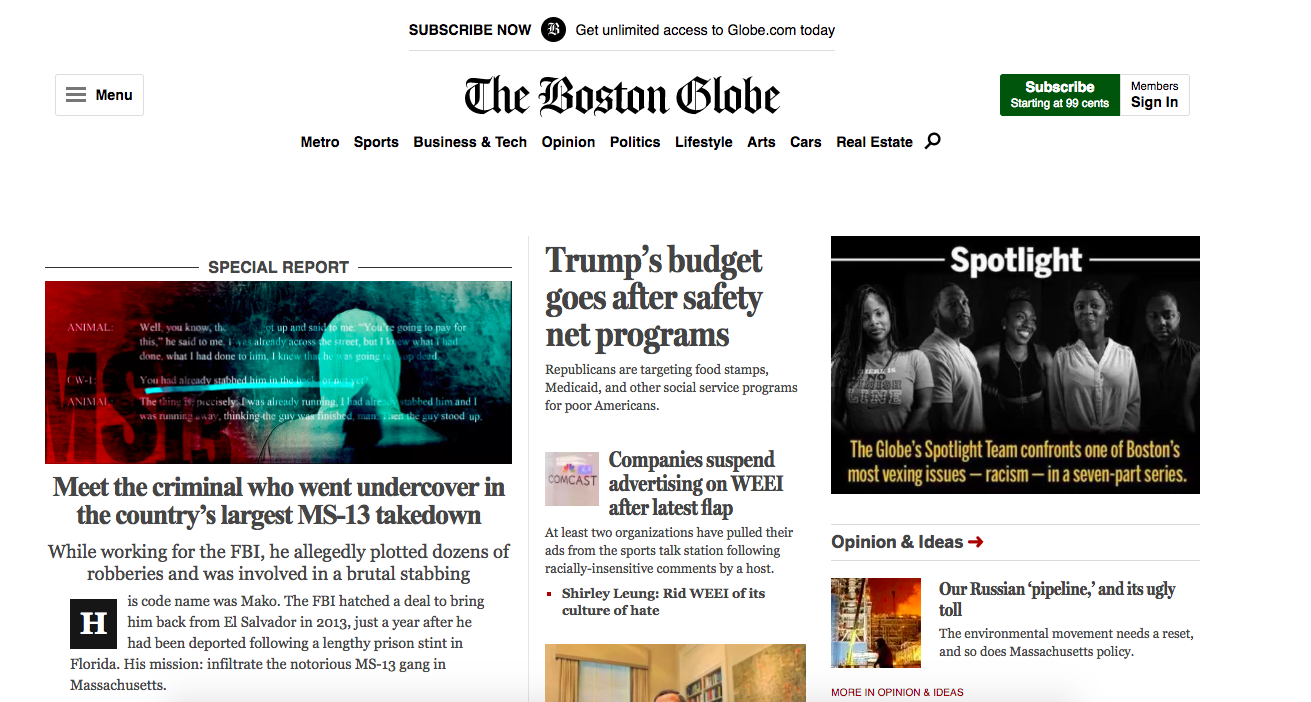 SUBSCRIBE NOW B Get unlimited access to Globe.com today
Menu
The Boston Globe
Subscribe
Starting at 99 cents
Members
Sign In
Metro Sports Business & Tech Opinion Politics Lifestyle Arts Cars Real Estate
SPECIAL REPORT
ANIMAL: Well, you know, the got up and said to me, "You're going to pay for
this," he said to me, I was already across the street, but I knew what I had
done, what I had done to him, I knew that he was going to drop dead.
CW-1: You had already stabbed him in the back or not yet?
ANIMAL: The thing is, precisely, I was already running, I had already stabbed him and I
was running away, thinking the guy was finished, man. Then the guy stood up.
MS13
Meet the criminal who went undercover in
the country's largest MS-13 takedown
While working for the FBI, he allegedly plotted dozens of
robberies and was involved in a brutal stabbing
His code name was Mako. The FBI hatched a deal to bring
him back from El Salvador in 2013, just a year after he
had been deported following a lengthy prison stint in
Florida. His mission: infiltrate the notorious MS-13 gang in
Massachusetts.
Trump's budget
goes after safety
net programs
Republicans are targeting food stamps,
Medicaid, and other social service programs
for poor Americans.
COMCAST
Companies suspend
advertising on WEEI
after latest flap
At least two organizations have pulled their
ads from the sports talk station following
racially-insensitive comments by a host.
Shirley Leung: Rid WEEI of its
culture of hate
Spotlight
THERE IS
NO
FINISH
LINE
The Globe's Spotlight Team confronts one of Boston's
most vexing issues — racism — in a seven-part series.
Opinion & Ideas
Our Russian 'pipeline,' and its ugly
toll
The environmental movement needs a reset,
and so does Massachusetts policy.
MORE IN OPINION & IDEAS